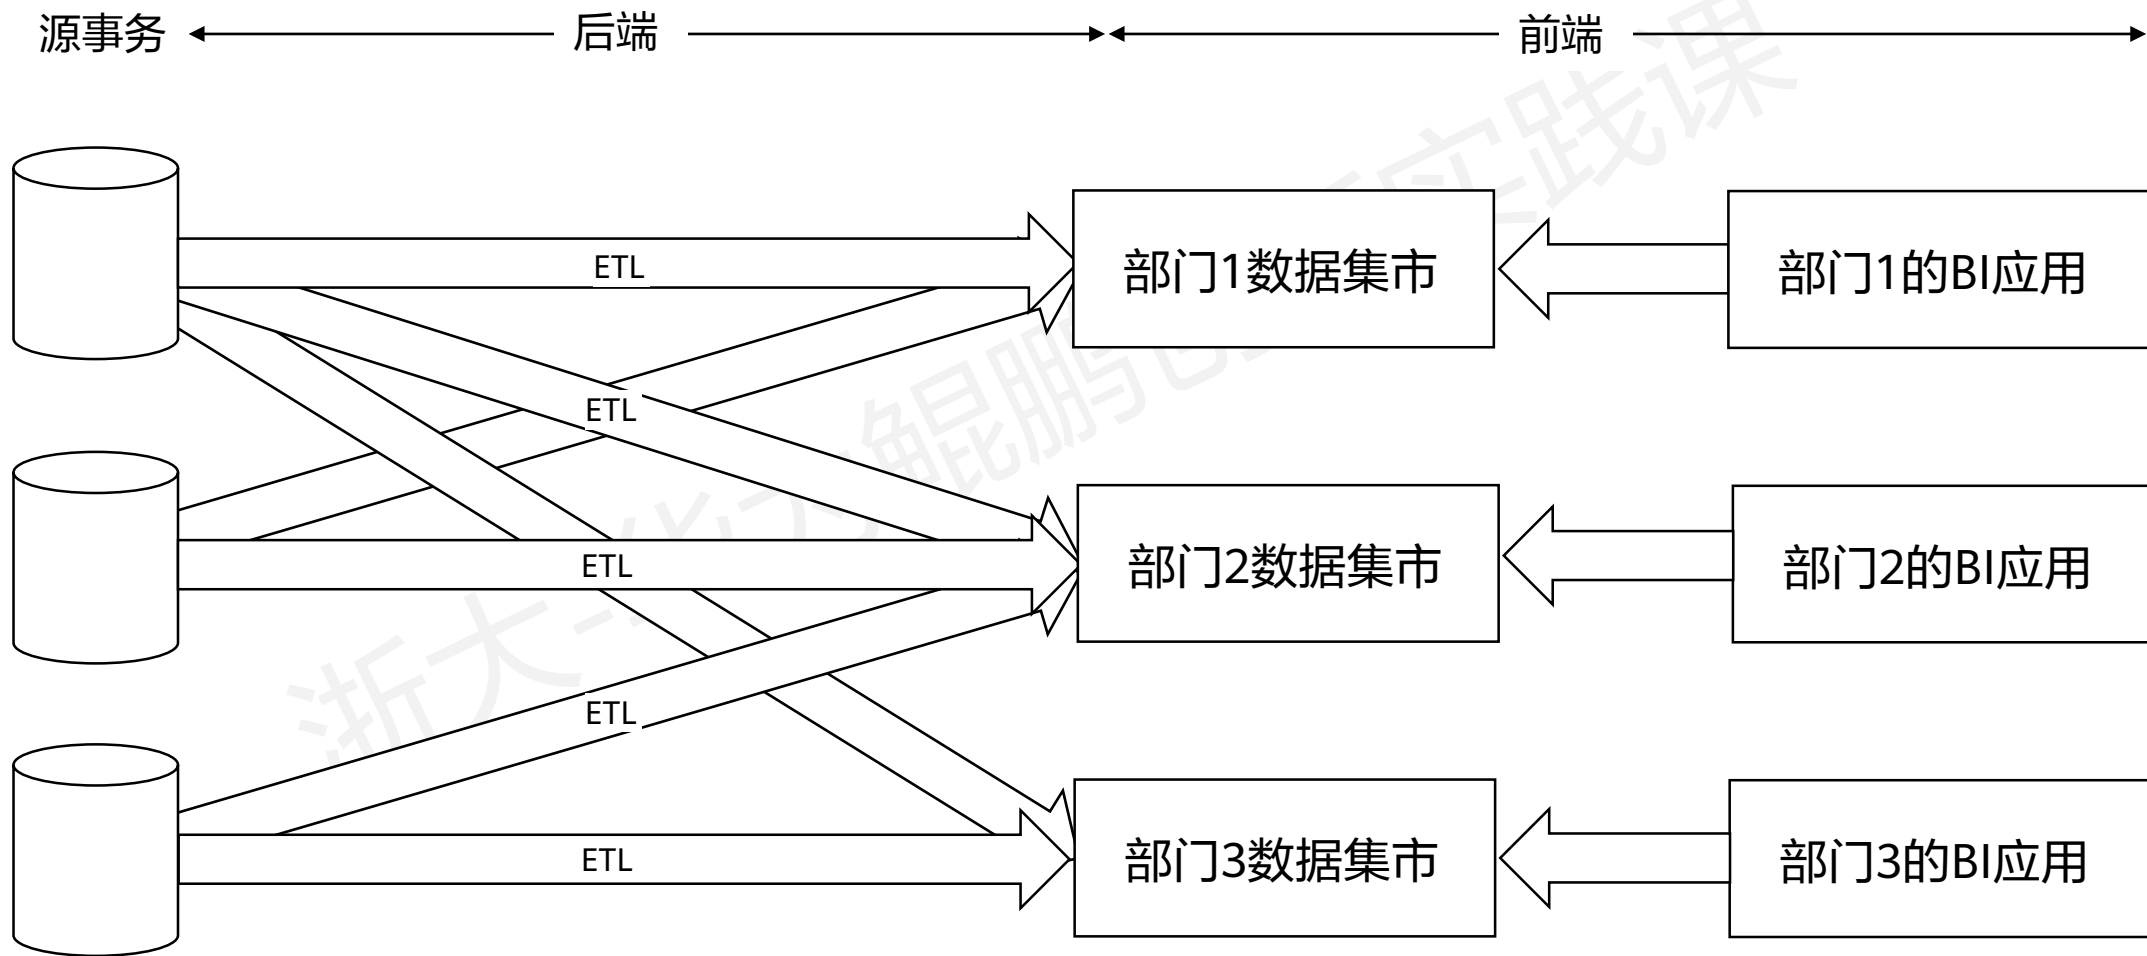 源事务
后端
前端
ETL
部门1数据集市
部门1的BI应用
ETL
ETL
部门2数据集市
部门2的BI应用
ETL
ETL
部门3数据集市
部门3的BI应用